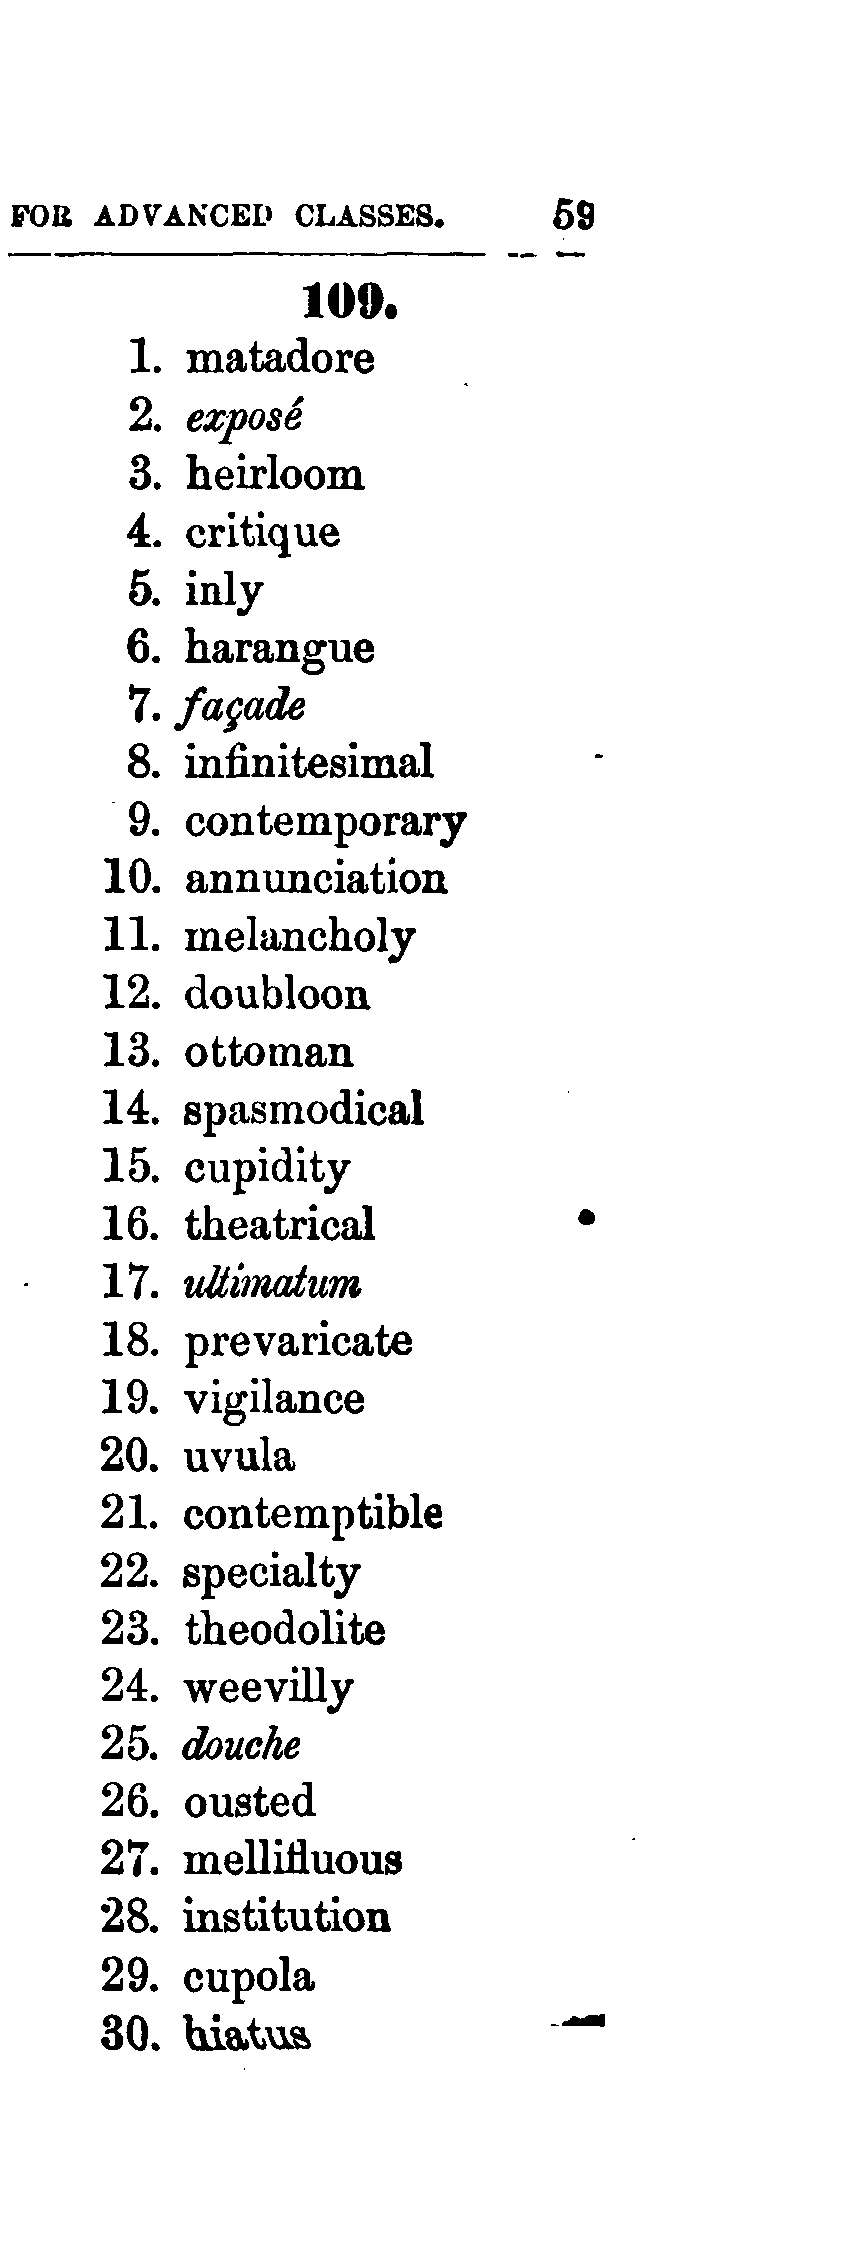 FOR ADVANCED CLASSES. 59
109.
1. matadore
2. exposé
3. heirloom
4. critique
5. inly
6. harangue
7. façade
8. infinitesimal
9. contemporary
10. annunciation
11. melancholy
12. doubloon
13. ottoman
14. spasmodical
15. cupidity
16. theatrical
17. ultimatum
18. prevaricate
19. vigilance
20. uvula
21. contemptible
22. specialty
23. theodolite
24. weevilly
25. douche
26. ousted
27. mellifluous
28. institution
29. cupola
30. hiatus